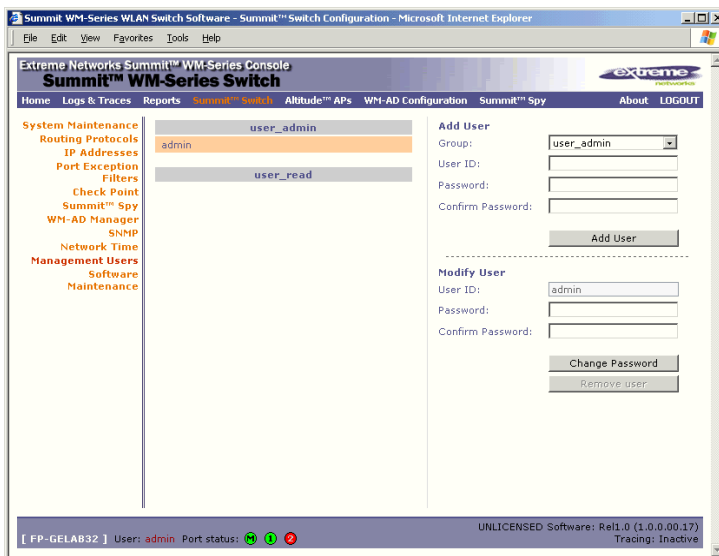 Summit WM-Series WLAN Switch Software - Summit™ Switch Configuration - Microsoft Internet Explorer
File Edit View Favorites Tools Help
Extreme Networks Summit™ WM-Series Console
Summit™ WM-Series Switch
extreme
networks
Home Logs & Traces Reports Summit™ Switch Altitude™ APs WM-AD Configuration Summit™ Spy About LOGOUT
System Maintenance
Routing Protocols
IP Addresses
Port Exception
Filters
Check Point
Summit™ Spy
WM-AD Manager
SNMP
Network Time
Management Users
Software
Maintenance
user_admin
admin
user_read
Add User
Group: user_admin
User ID:
Password:
Confirm Password:
Add User
Modify User
User ID: admin
Password:
Confirm Password:
Change Password
Remove user
[ FP-GELAB32 ] User: admin Port status: M 1 2
UNLICENSED Software: Rel1.0 (1.0.0.00.17)
Tracing: Inactive